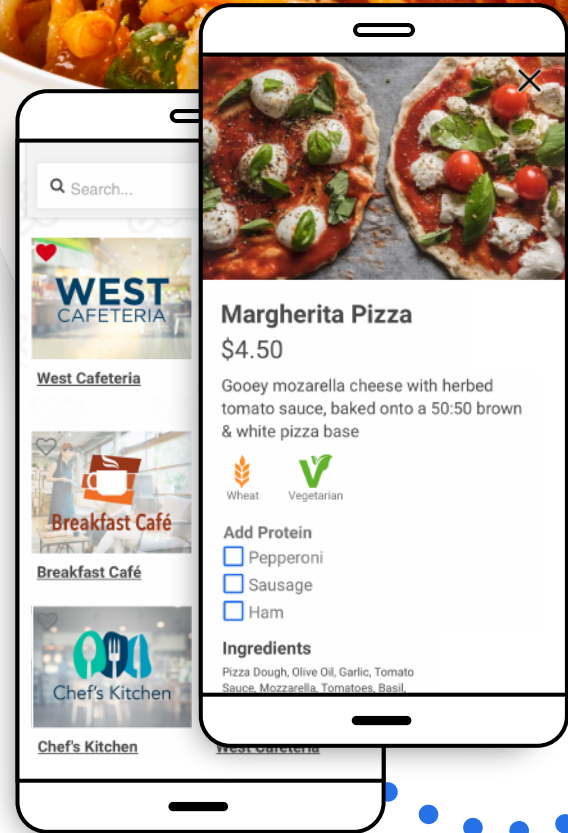 Search...
WEST
CAFETERIA
West Cafeteria
Breakfast Café
Breakfast Café
Chef's Kitchen
Chef's Kitchen
West Cafeteria
Margherita Pizza
$4.50
Gooey mozarella cheese with herbed
tomato sauce, baked onto a 50:50 brown
& white pizza base
Wheat
Vegetarian
Add Protein
Pepperoni
Sausage
Ham
Ingredients
Pizza Dough, Olive Oil, Garlic, Tomato
Sauce, Mozzarella, Tomatoes, Basil,